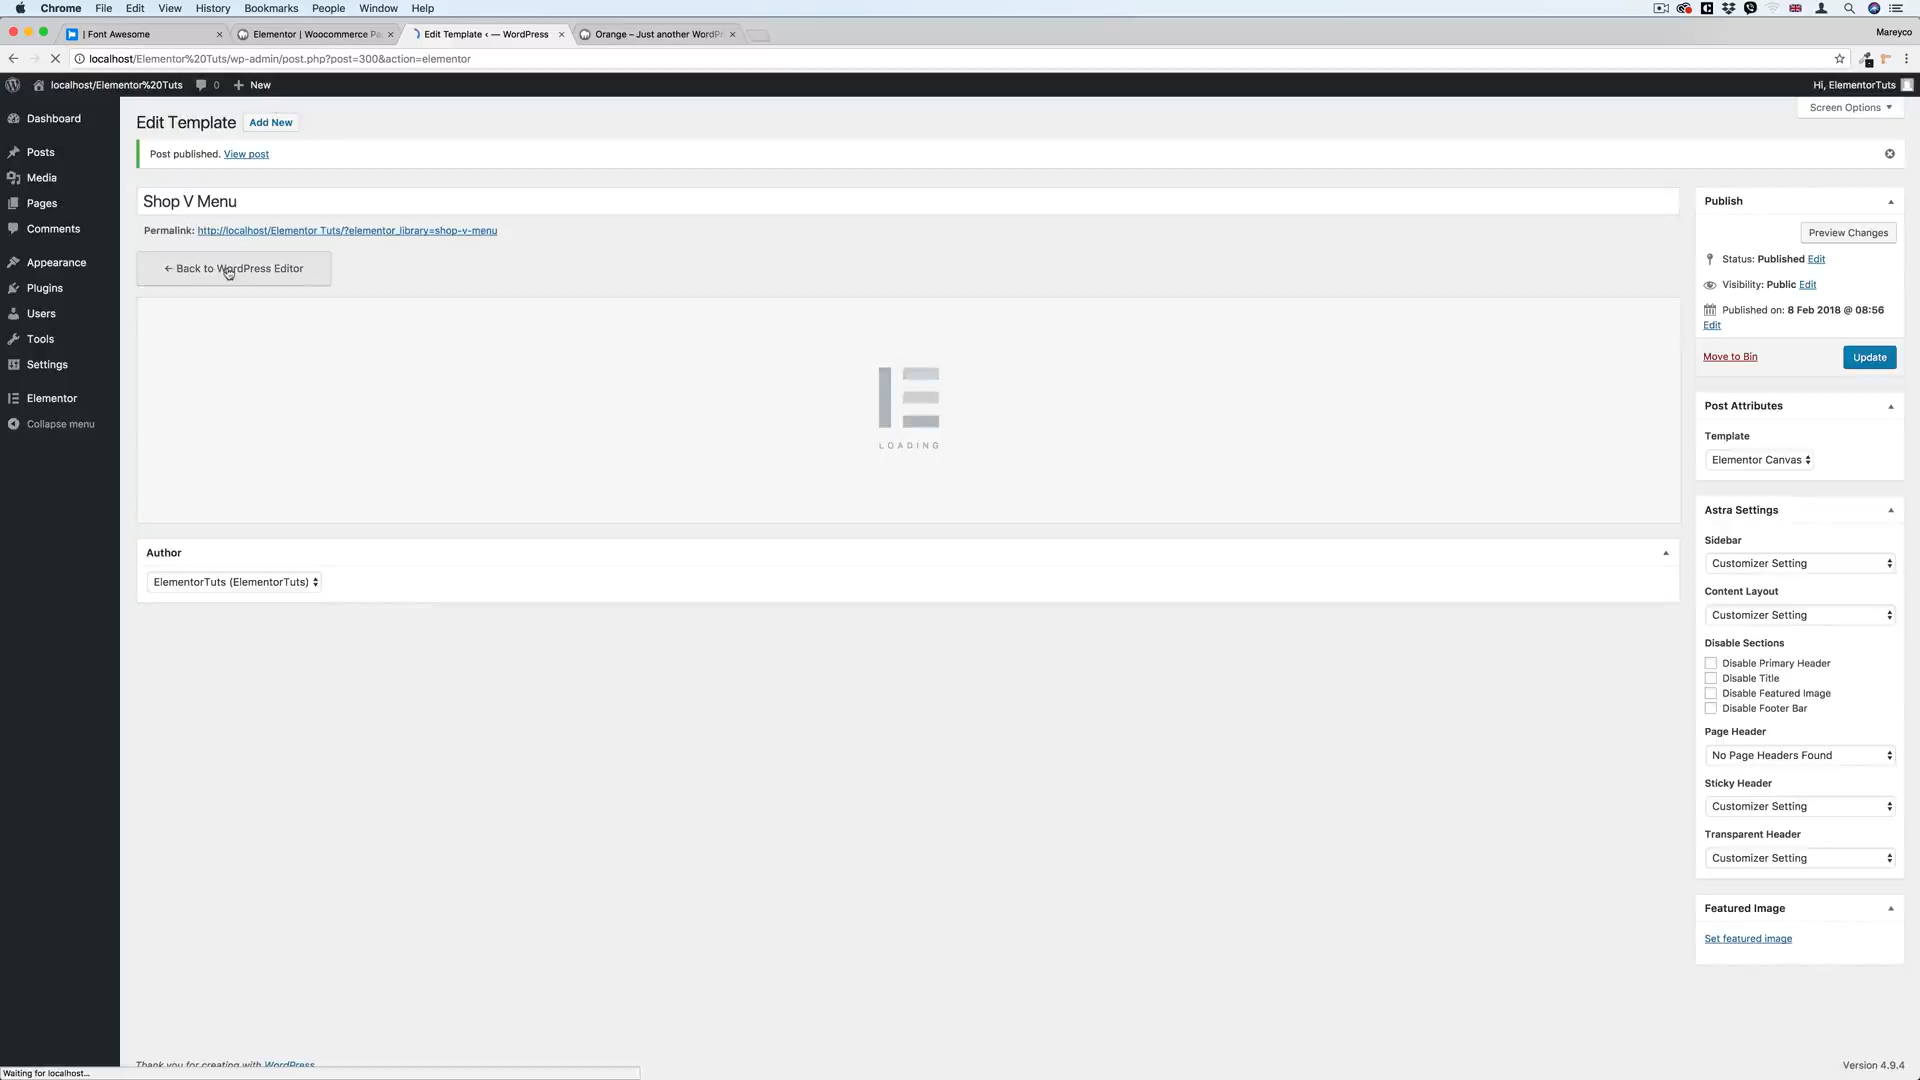 Chrome File Edit View History Bookmarks People Window Help
| Font Awesome
Elementor | Woocommerce Pa
Edit Template ‹ — WordPress
Orange – Just another WordPr
Mareyco
localhost/Elementor%20Tuts/wp-admin/post.php?post=300&action=elementor
localhost/Elementor%20Tuts 0 New
Hi, ElementorTuts
Screen Options
Dashboard
Posts
Media
Pages
Comments
Appearance
Plugins
Users
Tools
Settings
Elementor
Collapse menu
Edit Template Add New
Post published. View post
Shop V Menu
Permalink: http://localhost/Elementor Tuts/?elementor_library=shop-v-menu
← Back to WordPress Editor
LOADING
Author
ElementorTuts (ElementorTuts)
Publish
Preview Changes
Status: Published Edit
Visibility: Public Edit
Published on: 8 Feb 2018 @ 08:56
Edit
Move to Bin Update
Post Attributes
Template
Elementor Canvas
Astra Settings
Sidebar
Customizer Setting
Content Layout
Customizer Setting
Disable Sections
Disable Primary Header
Disable Title
Disable Featured Image
Disable Footer Bar
Page Header
No Page Headers Found
Sticky Header
Customizer Setting
Transparent Header
Customizer Setting
Featured Image
Set featured image
Thank you for creating with WordPress
Version 4.9.4
Waiting for localhost...